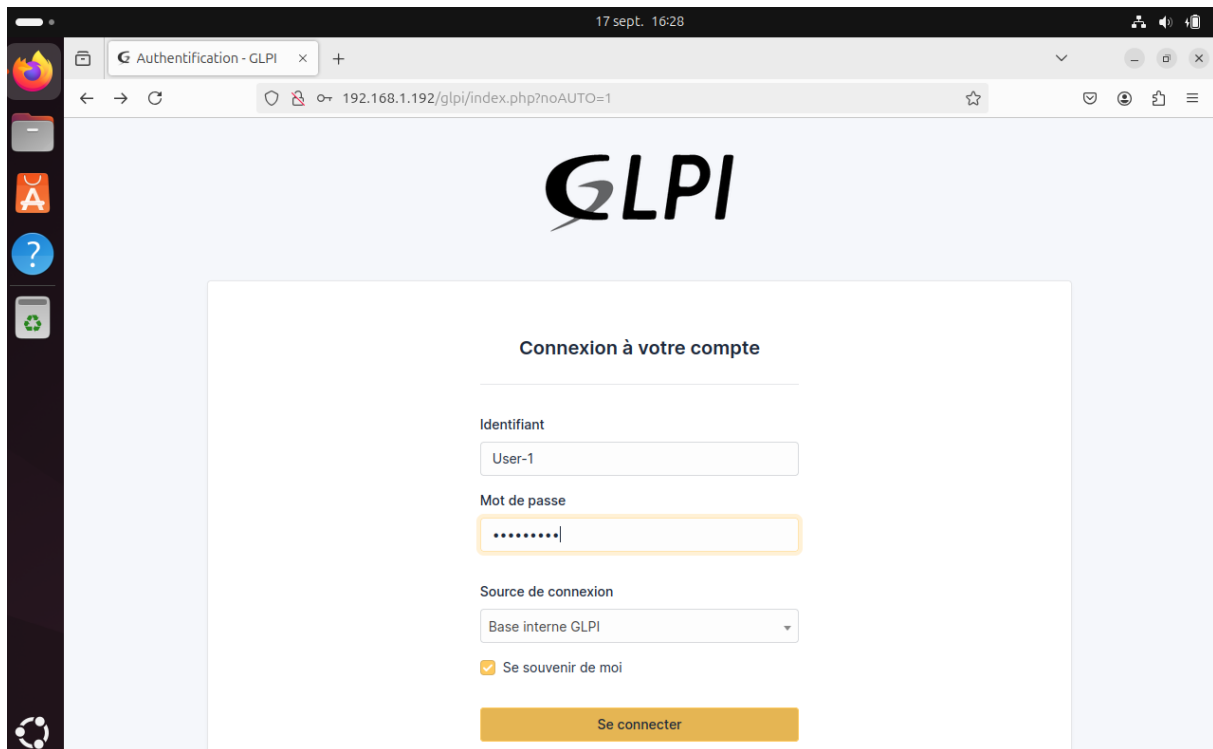 17 sept. 16:28
Authentification - GLPI
192.168.1.192/glpi/index.php?noAUTO=1
GLPI
Connexion à votre compte
Identifiant
User-1
Mot de passe
•••••••••
Source de connexion
Base interne GLPI
Se souvenir de moi
Se connecter